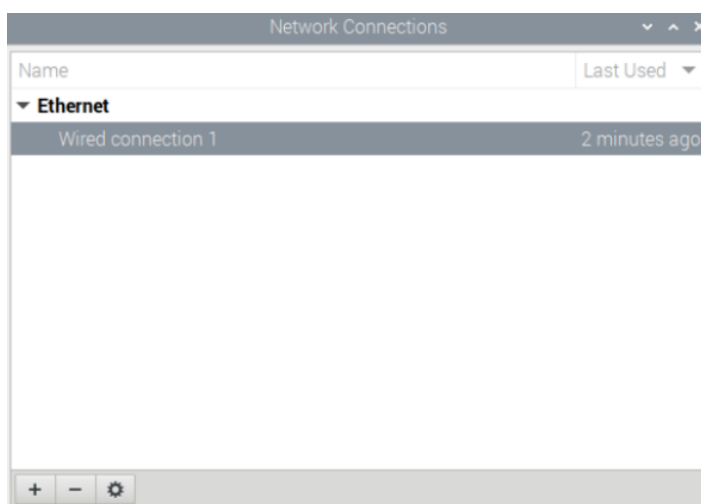 Network Connections
Name Last Used
Ethernet
Wired connection 1 2 minutes ago